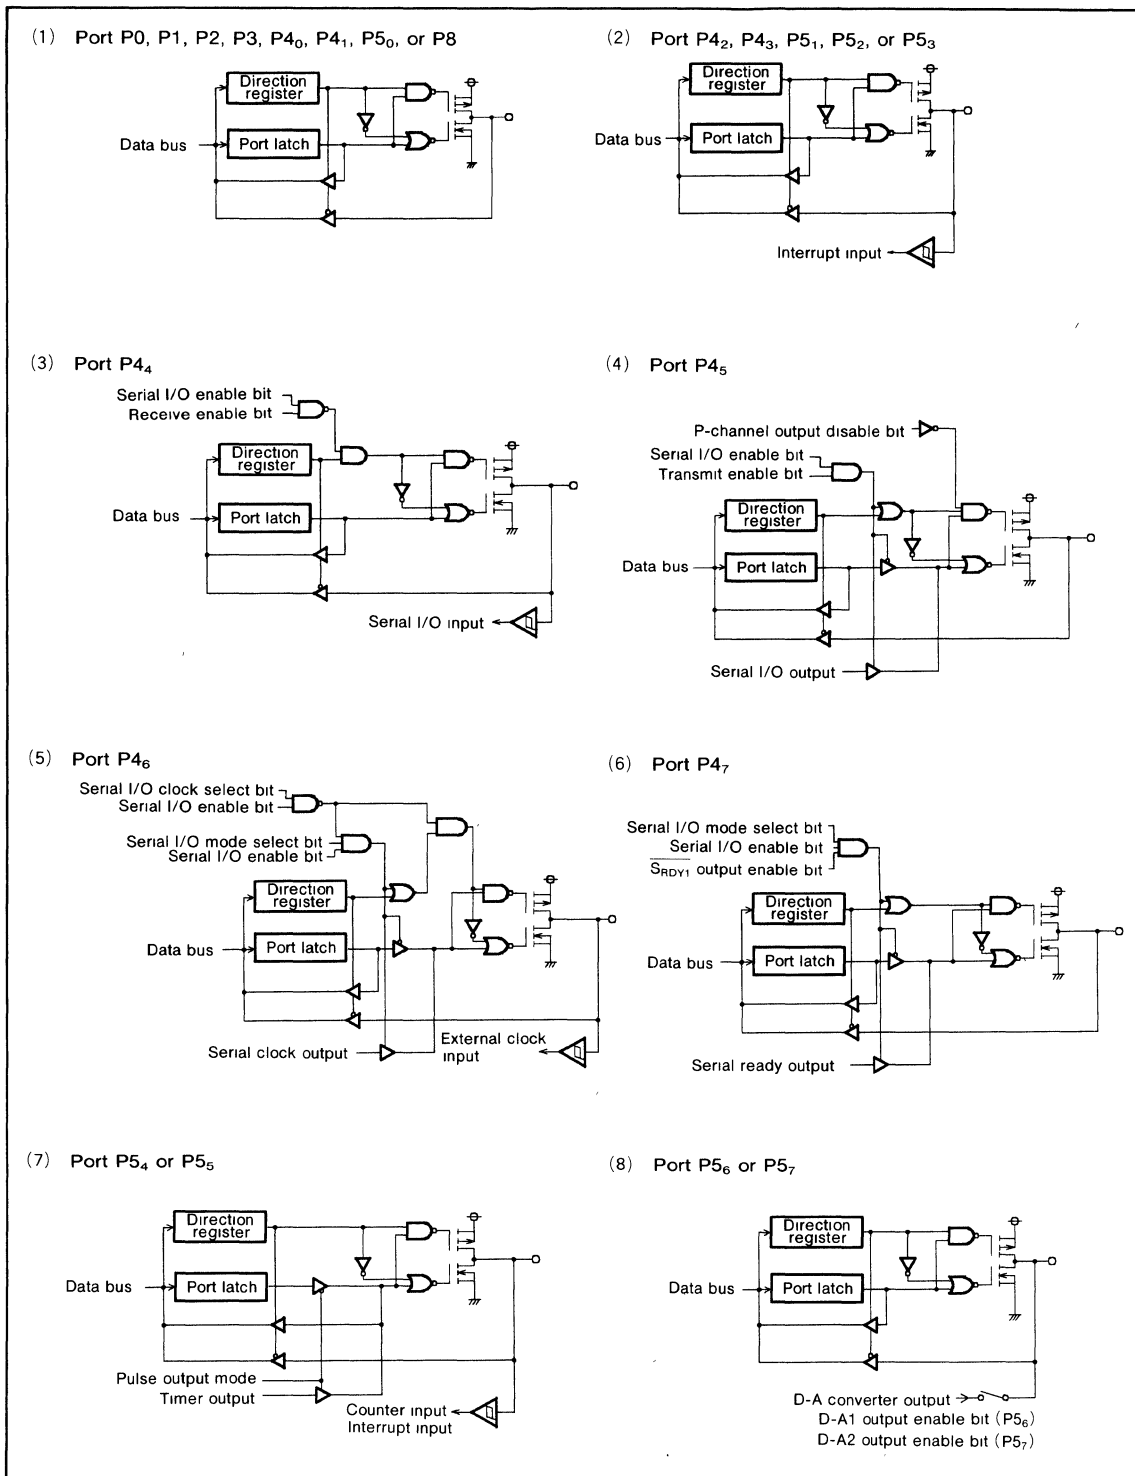 (1) Port P0, P1, P2, P3, P4₀, P4₁, P5₀, or P8
Direction
register
Data bus
Port latch
(2) Port P4₂, P4₃, P5₁, P5₂, or P5₃
Direction
register
Data bus
Port latch
Interrupt input
(3) Port P4₄
Serial I/O enable bit
Receive enable bit
Direction
register
Data bus
Port latch
Serial I/O input
(4) Port P4₅
P-channel output disable bit
Serial I/O enable bit
Transmit enable bit
Direction
register
Data bus
Port latch
Serial I/O output
(5) Port P4₆
Serial I/O clock select bit
Serial I/O enable bit
Serial I/O mode select bit
Serial I/O enable bit
Direction
register
Data bus
Port latch
Serial clock output
External clock
input
(6) Port P4₇
Serial I/O mode select bit
Serial I/O enable bit
S̅R̅D̅Y̅1̅ output enable bit
Direction
register
Data bus
Port latch
Serial ready output
(7) Port P5₄ or P5₅
Direction
register
Data bus
Port latch
Pulse output mode
Timer output
Counter input
Interrupt input
(8) Port P5₆ or P5₇
Direction
register
Data bus
Port latch
D-A converter output
D-A1 output enable bit (P5₆)
D-A2 output enable bit (P5₇)